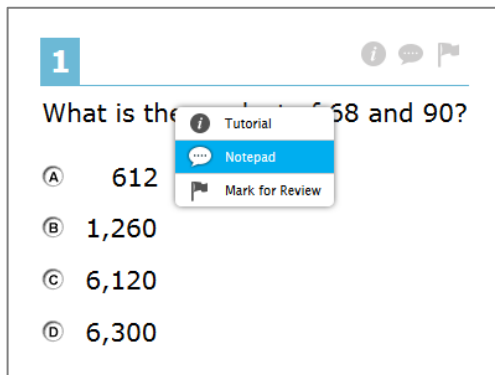 1
What is the 68 and 90?
Tutorial
Notepad
Mark for Review
A 612
B 1,260
C 6,120
D 6,300